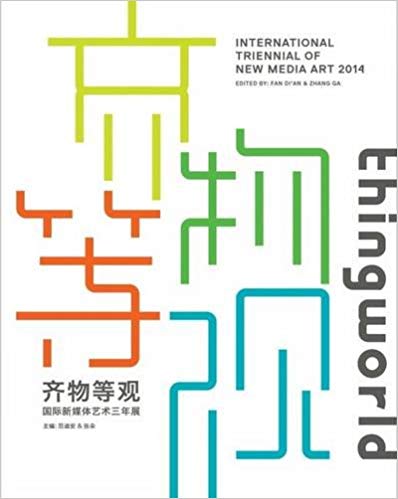 齐
INTERNATIONAL
TRIENNIAL OF
NEW MEDIA ART 2014
EDITED BY: FAN DI'AN & ZHANG GA
物
thingworld
等
观
齐物等观
国际新媒体艺术三年展
主编: 范迪安 & 张尕